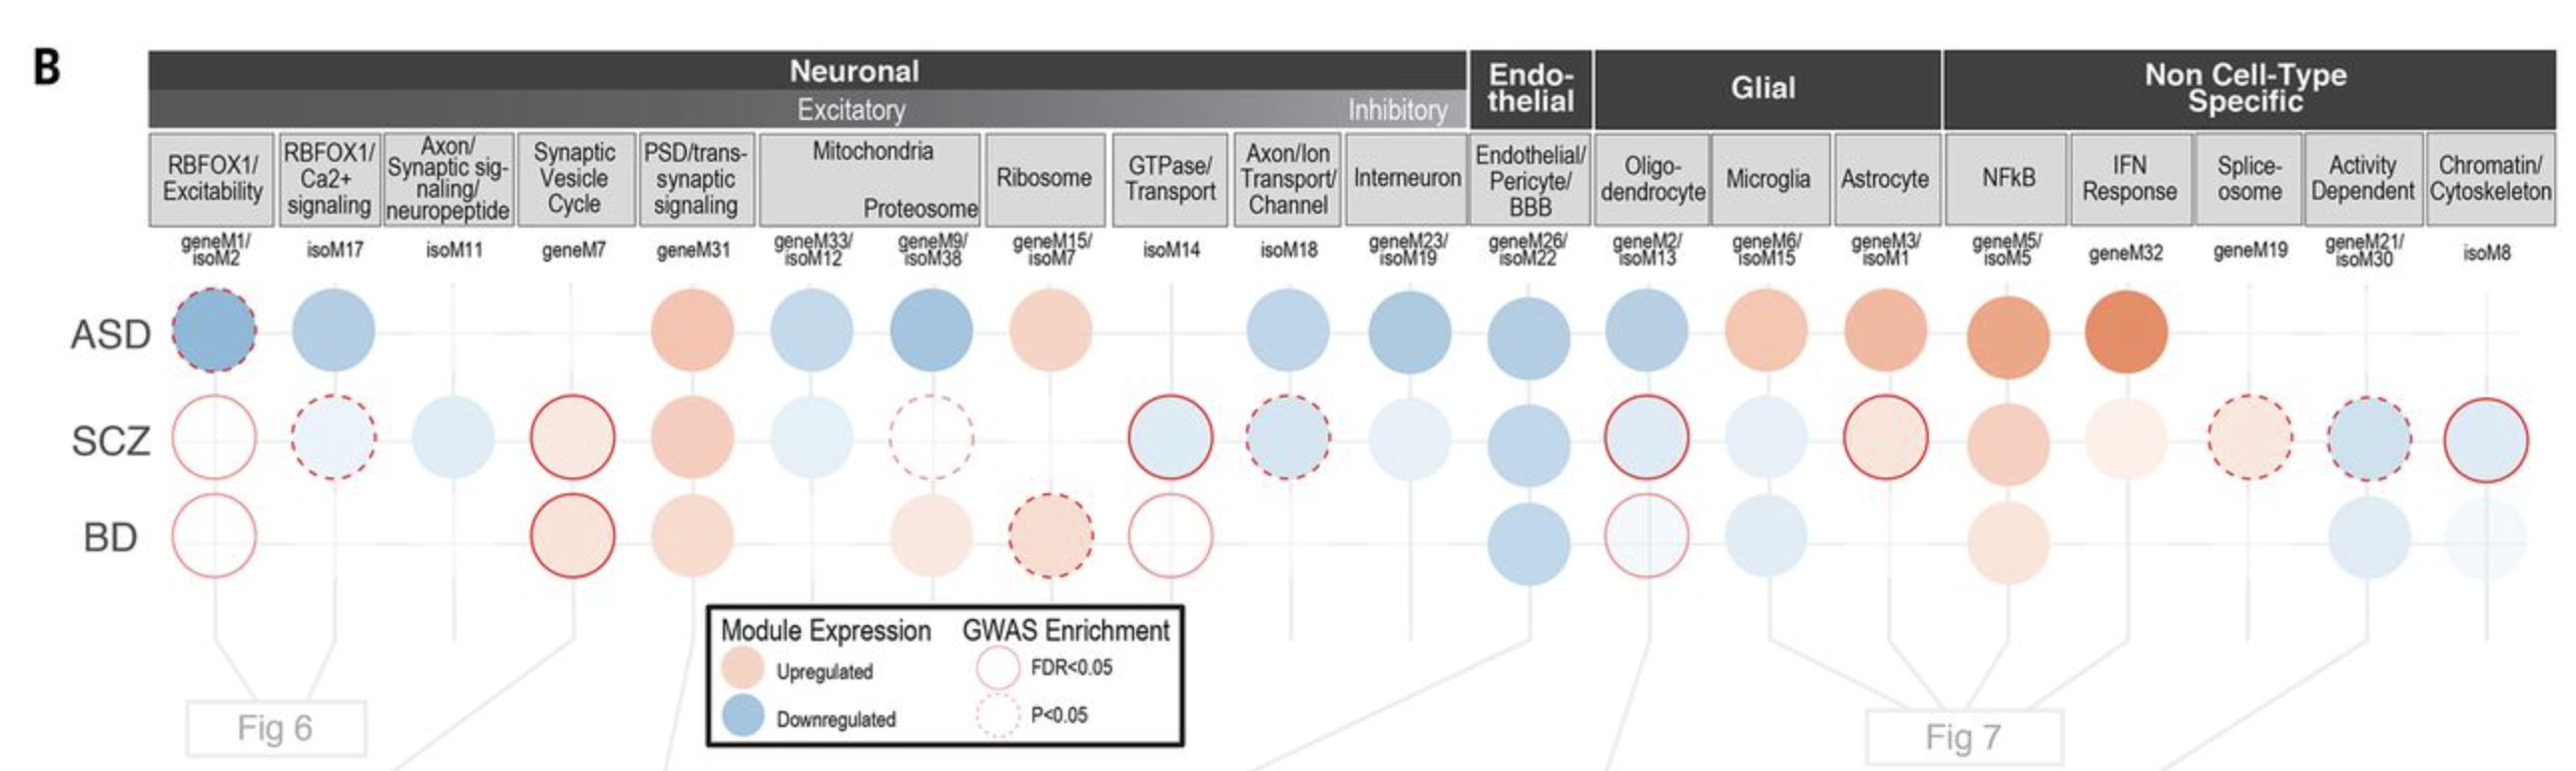 B
Neuronal
Excitatory
Inhibitory
Endo-
thelial
Glial
Non Cell-Type
Specific
RBFOX1/
Excitability
RBFOX1/
Ca2+
signaling
Axon/
Synaptic sig-
naling/
neuropeptide
Synaptic
Vesicle
Cycle
PSD/trans-
synaptic
signaling
Mitochondria
Proteosome
Ribosome
GTPase/
Transport
Axon/Ion
Transport/
Channel
Interneuron
Endothelial/
Pericyte/
BBB
Oligo-
dendrocyte
Microglia
Astrocyte
NFkB
IFN
Response
Splice-
osome
Activity
Dependent
Chromatin/
Cytoskeleton
geneM1/
isoM2
isoM17
isoM11
geneM7
geneM31
geneM33/
isoM12
geneM9/
isoM38
geneM15/
isoM7
isoM14
isoM18
geneM23/
isoM19
geneM26/
isoM22
geneM2/
isoM13
geneM6/
isoM15
geneM3/
isoM1
geneM5/
isoM5
geneM32
geneM19
geneM21/
isoM30
isoM8
ASD
SCZ
BD
Module Expression
Upregulated
Downregulated
GWAS Enrichment
FDR<0.05
P<0.05
Fig 6
Fig 7